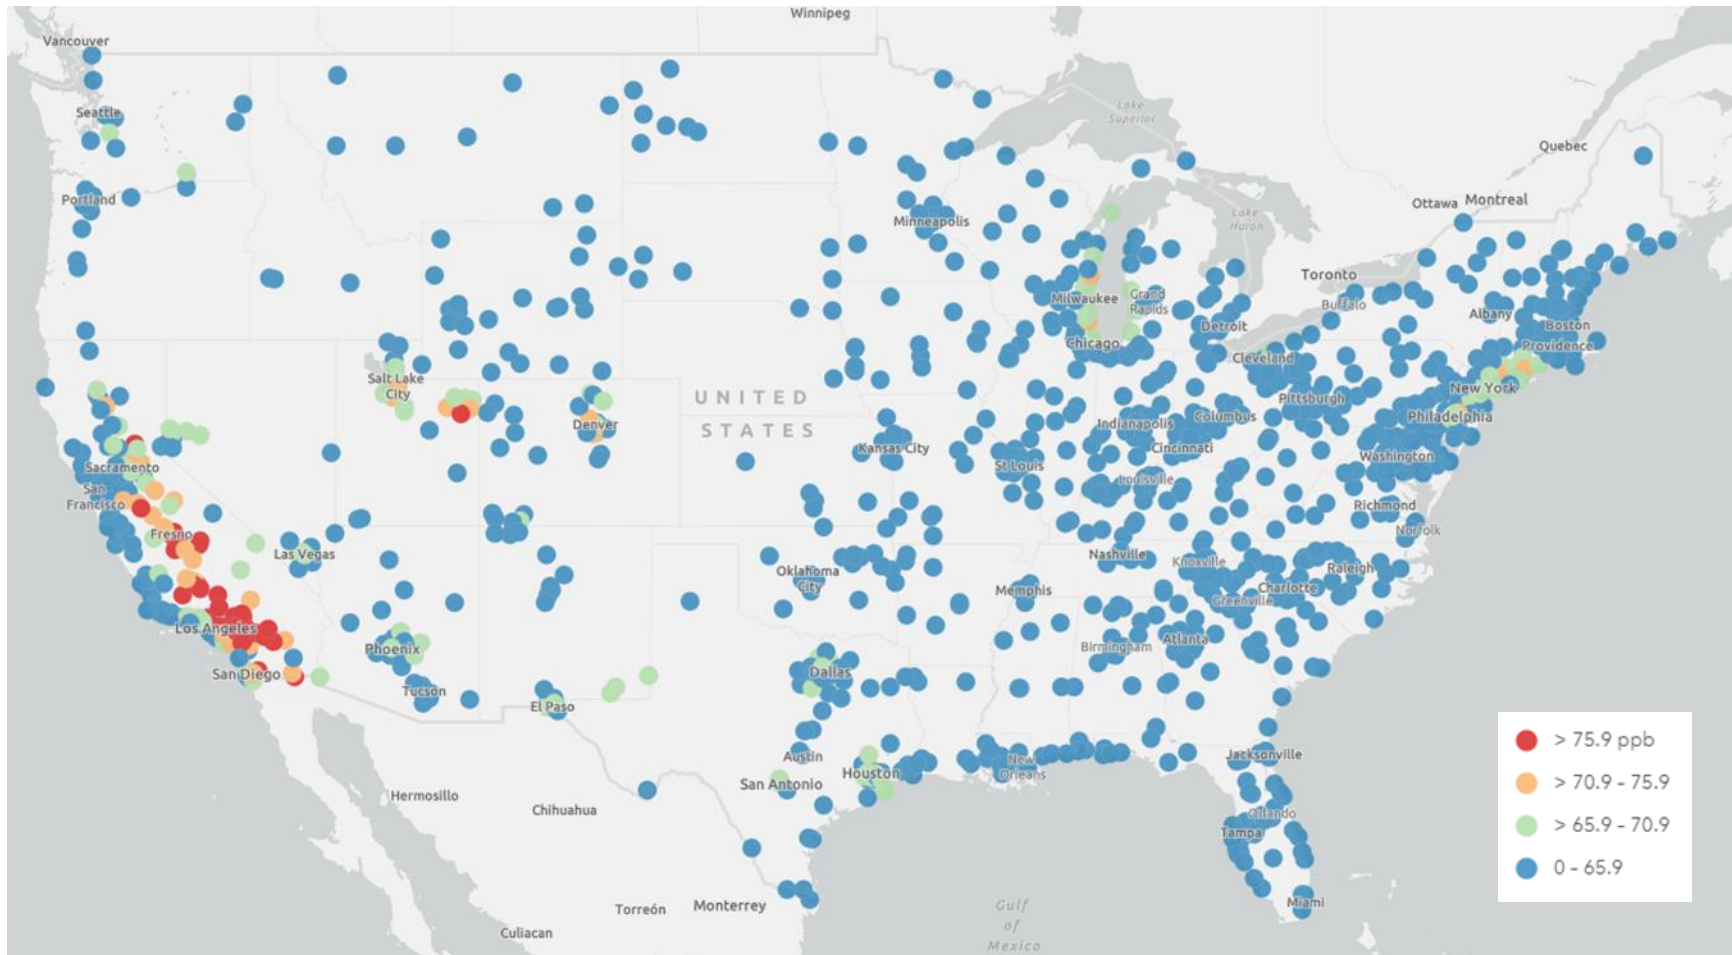 Winnipeg
Vancouver
Seattle
Lake
Superior
Quebec
Portland
Minneapolis
Ottawa
Montreal
Lake
Huron
Toronto
Milwaukee
Grand
Rapids
Buffalo
Albany
Detroit
Boston
Chicago
Providence
Cleveland
Salt Lake
City
UNITED
STATES
New York
Pittsburgh
Denver
Indianapolis
Columbus
Philadelphia
Kansas City
Cincinnati
Washington
Sacramento
St Louis
Louisville
San
Francisco
Richmond
Norfolk
Fresno
Las Vegas
Nashville
Knoxville
Raleigh
Oklahoma
City
Memphis
Charlotte
Greenville
Los Angeles
Atlanta
Birmingham
Phoenix
San Diego
Dallas
Tucson
El Paso
> 75.9 ppb
> 70.9 - 75.9
> 65.9 - 70.9
0 - 65.9
Austin
New
Orleans
Jacksonville
Houston
San Antonio
Hermosillo
Chihuahua
Orlando
Tampa
Miami
Torreón
Monterrey
Gulf
of
Mexico
Culiacan